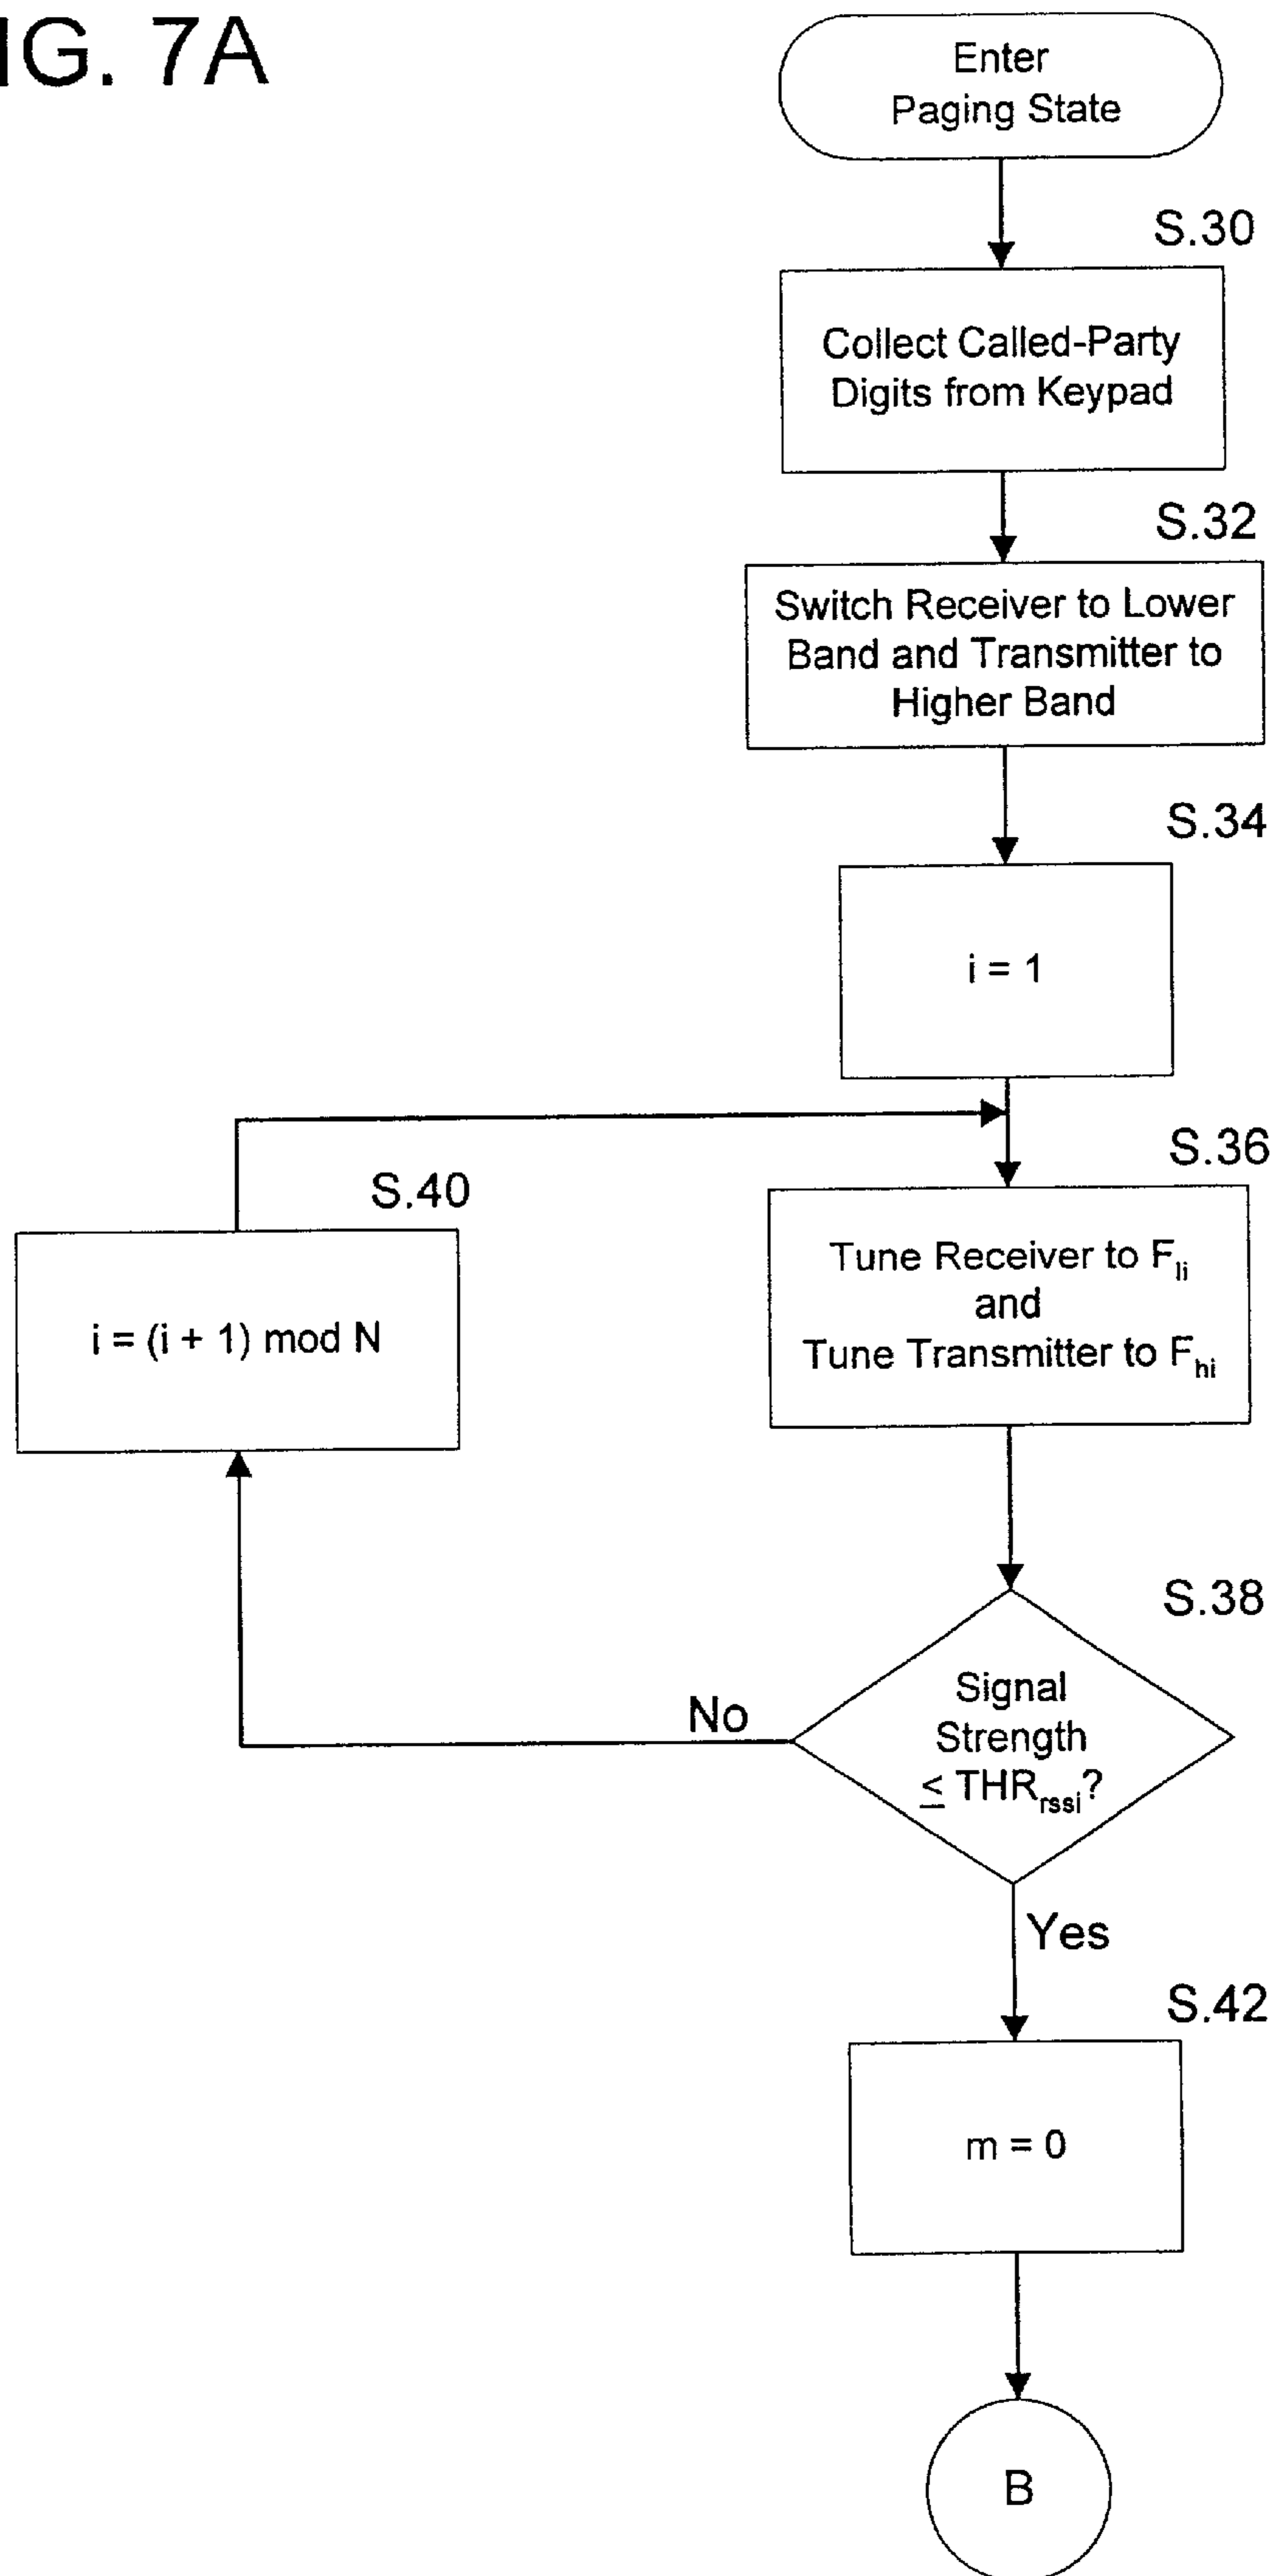 IG. 7A
Enter
Paging State
S.30
Collect Called-Party
Digits from Keypad
S.32
Switch Receiver to Lower
Band and Transmitter to
Higher Band
S.34
i = 1
S.36
Tune Receiver to Fli
and
Tune Transmitter to Fhi
S.40
i = (i + 1) mod N
S.38
Signal
Strength
≤ THRrssi?
No
Yes
S.42
m = 0
B